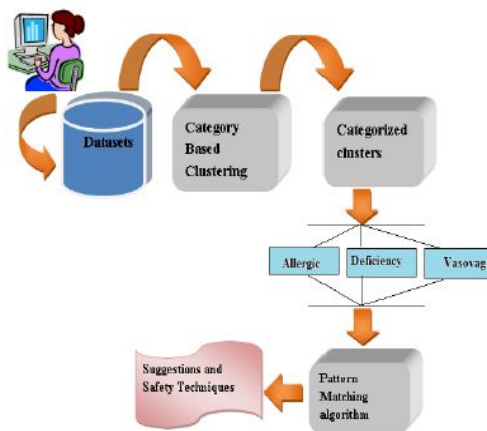 Datasets
Category
Based
Clustering
Categorized
clusters
Allergic
Deficiency
Vasovag
Suggestions and
Safety Techniques
Pattern
Matching
algorithm